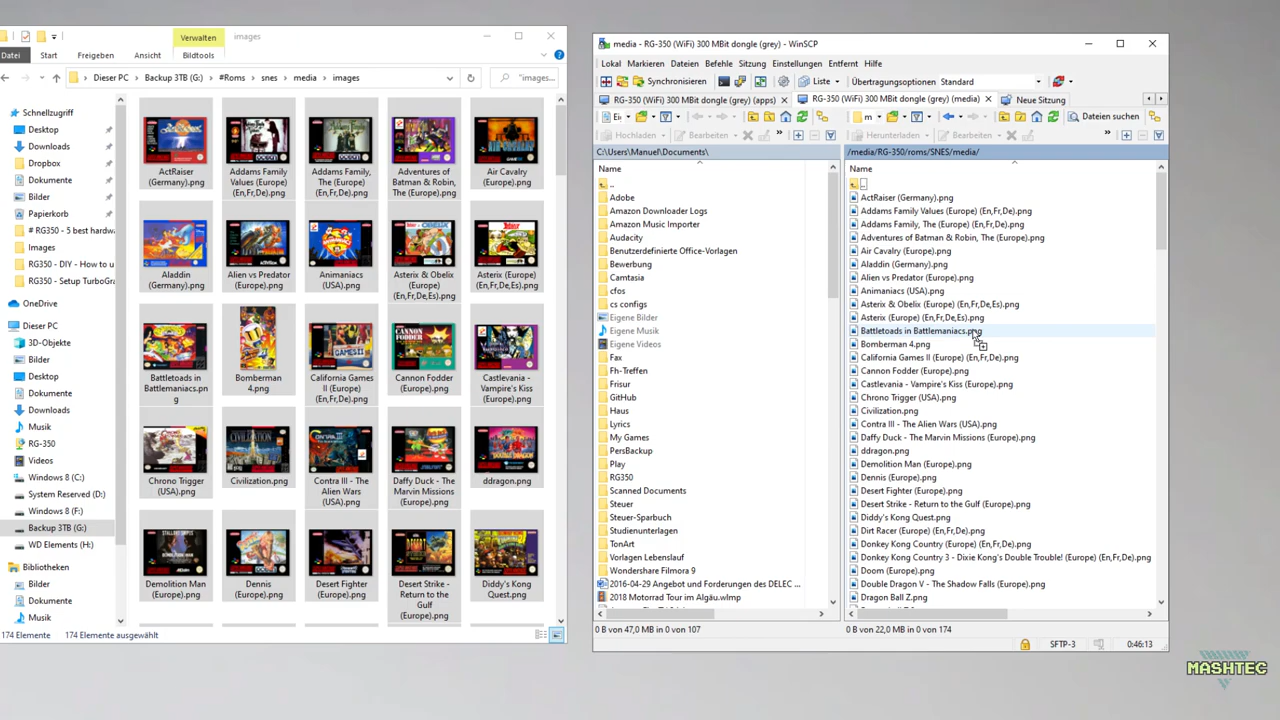 Verwalten
images
Datei
Start
Freigeben
Ansicht
Bildtools
Dieser PC
Backup 3TB (G:)
#Roms
snes
media
images
"images...
Schnellzugriff
Desktop
Downloads
Dropbox
Dokumente
Bilder
Papierkorb
# RG350 - 5 best hardw
Images
RG350 - DIY - How to u
RG350 - Setup TurboGra
OneDrive
Dieser PC
3D-Objekte
Bilder
Desktop
Dokumente
Downloads
Musik
RG-350
Videos
Windows 8 (C:)
System Reserved (D:)
Windows 8 (F:)
Backup 3TB (G:)
WD Elements (H:)
Bibliotheken
Bilder
Dokumente
Musik
ActRaiser
(Germany).png
Addams Family
Values (Europe)
(En,Fr,De).png
Addams Family,
The (Europe)
(En,Fr,De).png
Adventures of
Batman & Robin,
The (Europe).png
Air Cavalry
(Europe).png
Aladdin
(Germany).png
Alien vs Predator
(Europe).png
Animaniacs
(USA).png
Asterix & Obelix
(Europe)
(En,Fr,De,Es).png
Asterix (Europe)
(En,Fr,De,Es).png
Battletoads in
Battlemaniacs.pn
g
Bomberman
4.png
California Games
II (Europe)
(En,Fr,De).png
Cannon Fodder
(Europe).png
Castlevania -
Vampire's Kiss
(Europe).png
Chrono Trigger
(USA).png
Civilization.png
Contra III - The
Alien Wars
(USA).png
Daffy Duck - The
Marvin Missions
(Europe).png
ddragon.png
Demolition Man
(Europe).png
Dennis
(Europe).png
Desert Fighter
(Europe).png
Desert Strike -
Return to the
Gulf
(Europe).png
Diddy's Kong
Quest.png
174 Elemente
174 Elemente ausgewählt
media - RG-350 (WiFi) 300 MBit dongle (grey) - WinSCP
Lokal Markieren Dateien Befehle Sitzung Einstellungen Entfernt Hilfe
Synchronisieren
Liste
Übertragungsoptionen Standard
RG-350 (WiFi) 300 MBit dongle (grey) (apps)
RG-350 (WiFi) 300 MBit dongle (grey) (media)
Neue Sitzung
Ei
m
Dateien suchen
Hochladen
Bearbeiten
Herunterladen
Bearbeiten
C:\Users\Manuel\Documents\
Name
..
Adobe
Amazon Downloader Logs
Amazon Music Importer
Audacity
Benutzerdefinierte Office-Vorlagen
Bewerbung
Camtasia
cfos
cs configs
Eigene Bilder
Eigene Musik
Eigene Videos
Fax
Fh-Treffen
Frisur
GitHub
Haus
Lyrics
My Games
PersBackup
Play
RG350
Scanned Documents
Steuer
Steuer-Sparbuch
Studienunterlagen
TonArt
Vorlagen Lebenslauf
Wondershare Filmora 9
2016-04-29 Angebot und Forderungen des DELEC ...
2018 Motorrad Tour im Allgäu.wlmp
0 B von 47,0 MB in 0 von 107
/media/RG-350/roms/SNES/media/
Name
..
ActRaiser (Germany).png
Addams Family Values (Europe) (En,Fr,De).png
Addams Family, The (Europe) (En,Fr,De).png
Adventures of Batman & Robin, The (Europe).png
Air Cavalry (Europe).png
Aladdin (Germany).png
Alien vs Predator (Europe).png
Animaniacs (USA).png
Asterix & Obelix (Europe) (En,Fr,De,Es).png
Asterix (Europe) (En,Fr,De,Es).png
Battletoads in Battlemaniacs.png
Bomberman 4.png
California Games II (Europe) (En,Fr,De).png
Cannon Fodder (Europe).png
Castlevania - Vampire's Kiss (Europe).png
Chrono Trigger (USA).png
Civilization.png
Contra III - The Alien Wars (USA).png
Daffy Duck - The Marvin Missions (Europe).png
ddragon.png
Demolition Man (Europe).png
Dennis (Europe).png
Desert Fighter (Europe).png
Desert Strike - Return to the Gulf (Europe).png
Diddy's Kong Quest.png
Dirt Racer (Europe) (En,Fr,De).png
Donkey Kong Country (Europe) (En,Fr,De).png
Donkey Kong Country 3 - Dixie Kong's Double Trouble! (Europe) (En,Fr,De).png
Doom (Europe).png
Double Dragon V - The Shadow Falls (Europe).png
Dragon Ball Z.png
0 B von 22,0 MB in 0 von 174
SFTP-3
0:46:13
MASHTEC